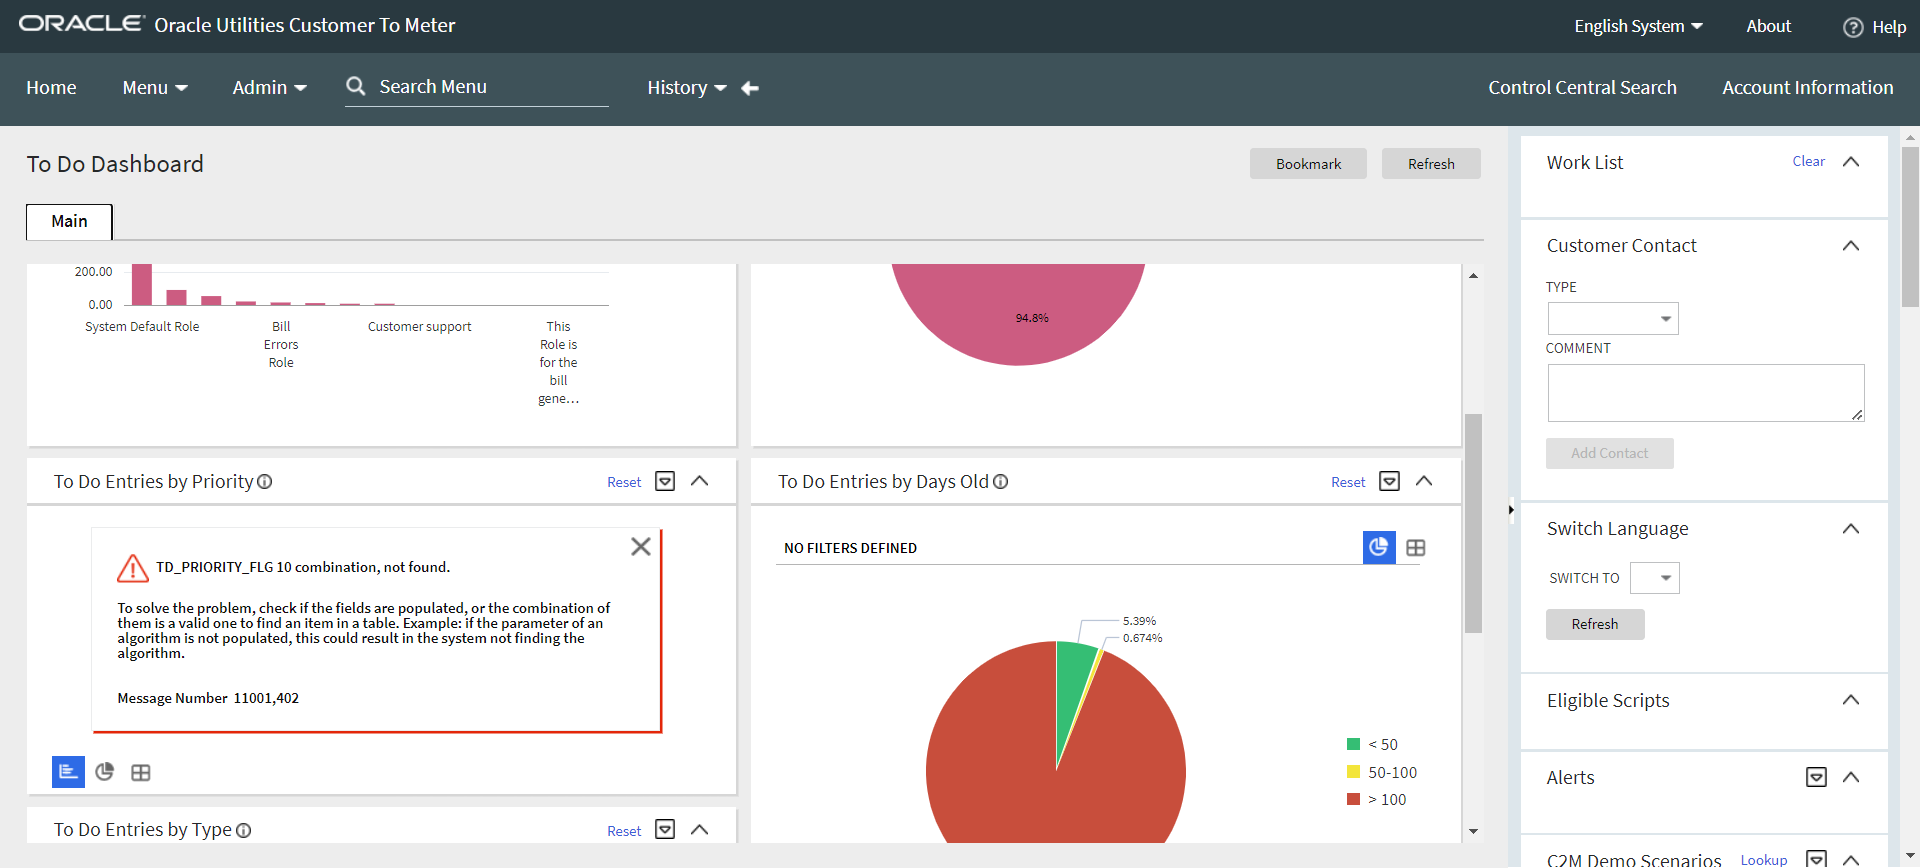 ORACLE Oracle Utilities Customer To Meter
English System
About
Help
Home
Menu
Admin
Search Menu
History
Control Central Search
Account Information
To Do Dashboard
Bookmark
Refresh
Main
200.00
0.00
System Default Role
Bill
Errors
Role
Customer support
This
Role is
for the
bill
gene...
94.8%
To Do Entries by Priority
Reset
TD_PRIORITY_FLG 10 combination, not found.
To solve the problem, check if the fields are populated, or the combination of
them is a valid one to find an item in a table. Example: if the parameter of an
algorithm is not populated, this could result in the system not finding the
algorithm.
Message Number 11001,402
To Do Entries by Type
Reset
To Do Entries by Days Old
Reset
NO FILTERS DEFINED
5.39%
0.674%
< 50
50-100
> 100
Work List
Clear
Customer Contact
TYPE
COMMENT
Add Contact
Switch Language
SWITCH TO
Refresh
Eligible Scripts
Alerts
C2M Demo Scenarios
Lookup